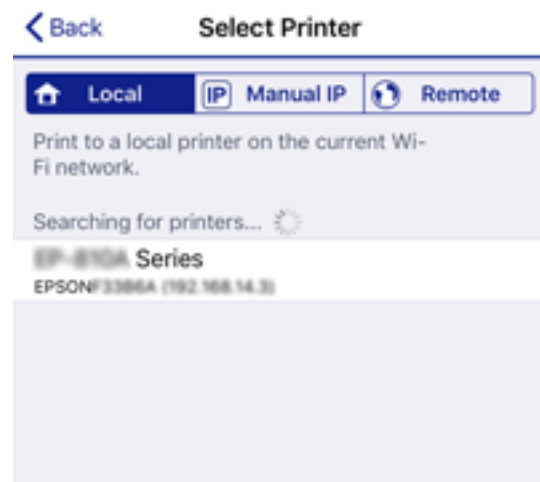 Back
Select Printer
Local
IP Manual IP
Remote
Print to a local printer on the current Wi-
Fi network.
Searching for printers...
Series
EPSON